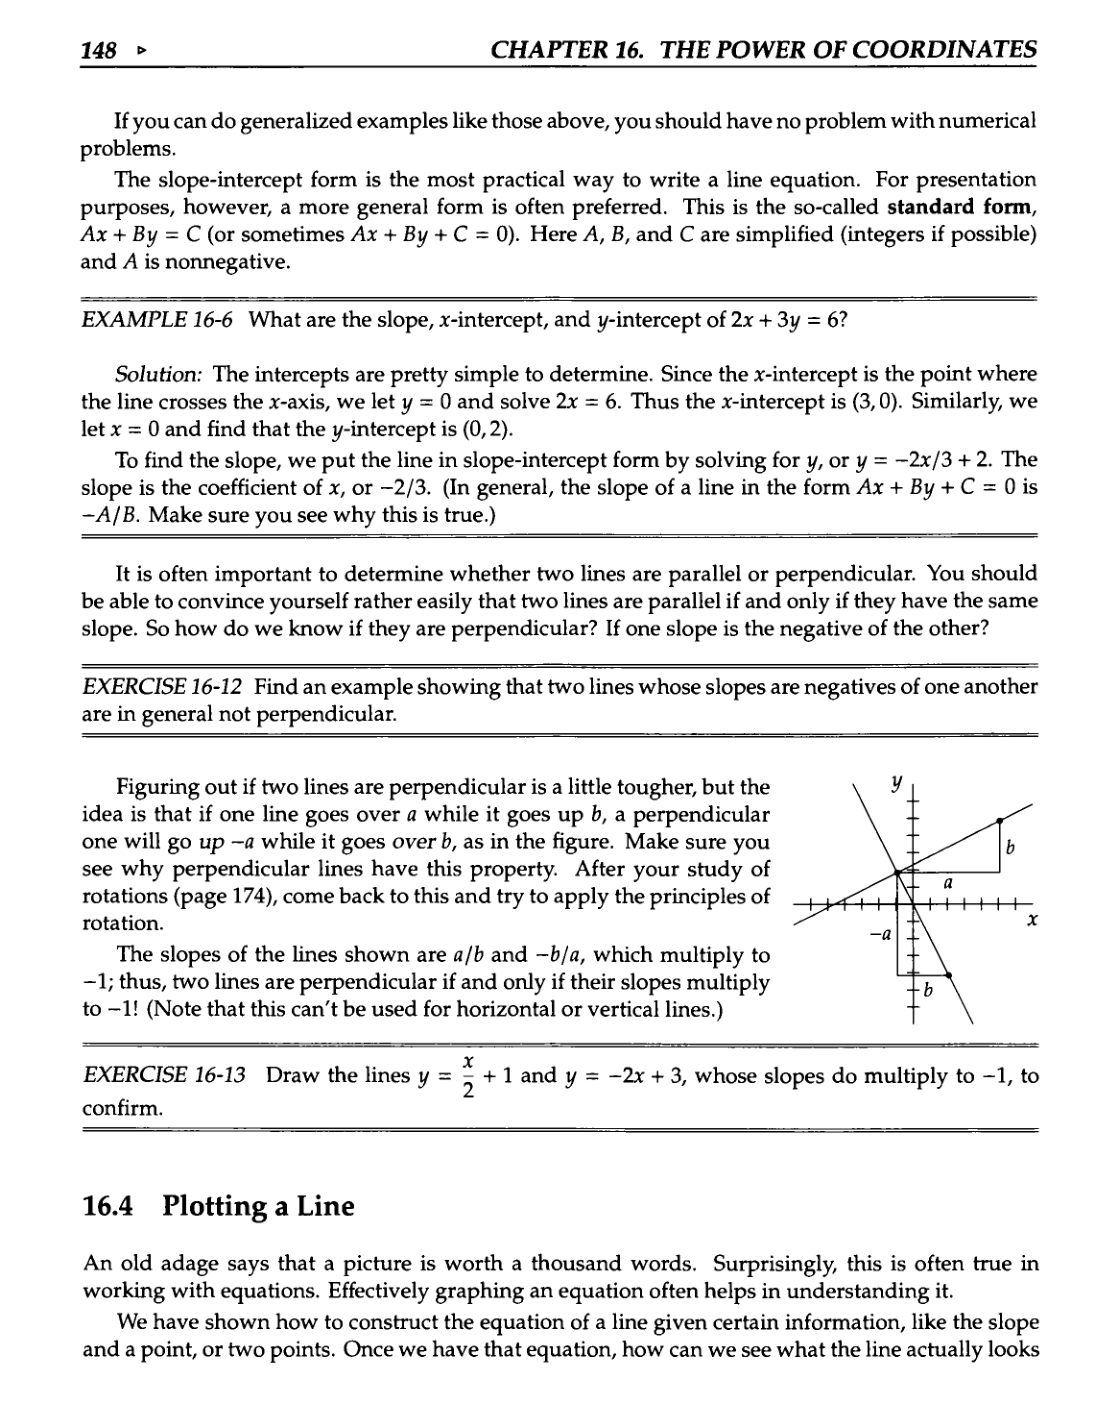 148 ▹ CHAPTER 16. THE POWER OF COORDINATES
If you can do generalized examples like those above, you should have no problem with numerical
problems.
The slope-intercept form is the most practical way to write a line equation. For presentation
purposes, however, a more general form is often preferred. This is the so-called standard form,
Ax + By = C (or sometimes Ax + By + C = 0). Here A, B, and C are simplified (integers if possible)
and A is nonnegative.
EXAMPLE 16-6 What are the slope, x-intercept, and y-intercept of 2x + 3y = 6?
Solution: The intercepts are pretty simple to determine. Since the x-intercept is the point where
the line crosses the x-axis, we let y = 0 and solve 2x = 6. Thus the x-intercept is (3, 0). Similarly, we
let x = 0 and find that the y-intercept is (0, 2).
To find the slope, we put the line in slope-intercept form by solving for y, or y = −2x/3 + 2. The
slope is the coefficient of x, or −2/3. (In general, the slope of a line in the form Ax + By + C = 0 is
−A/B. Make sure you see why this is true.)
It is often important to determine whether two lines are parallel or perpendicular. You should
be able to convince yourself rather easily that two lines are parallel if and only if they have the same
slope. So how do we know if they are perpendicular? If one slope is the negative of the other?
EXERCISE 16-12 Find an example showing that two lines whose slopes are negatives of one another
are in general not perpendicular.
Figuring out if two lines are perpendicular is a little tougher, but the
idea is that if one line goes over a while it goes up b, a perpendicular
one will go up −a while it goes over b, as in the figure. Make sure you
see why perpendicular lines have this property. After your study of
rotations (page 174), come back to this and try to apply the principles of
rotation.
The slopes of the lines shown are a/b and −b/a, which multiply to
−1; thus, two lines are perpendicular if and only if their slopes multiply
to −1! (Note that this can't be used for horizontal or vertical lines.)
y
b
a
x
−a
b
EXERCISE 16-13 Draw the lines y = x/2 + 1 and y = −2x + 3, whose slopes do multiply to −1, to
confirm.
16.4 Plotting a Line
An old adage says that a picture is worth a thousand words. Surprisingly, this is often true in
working with equations. Effectively graphing an equation often helps in understanding it.
We have shown how to construct the equation of a line given certain information, like the slope
and a point, or two points. Once we have that equation, how can we see what the line actually looks